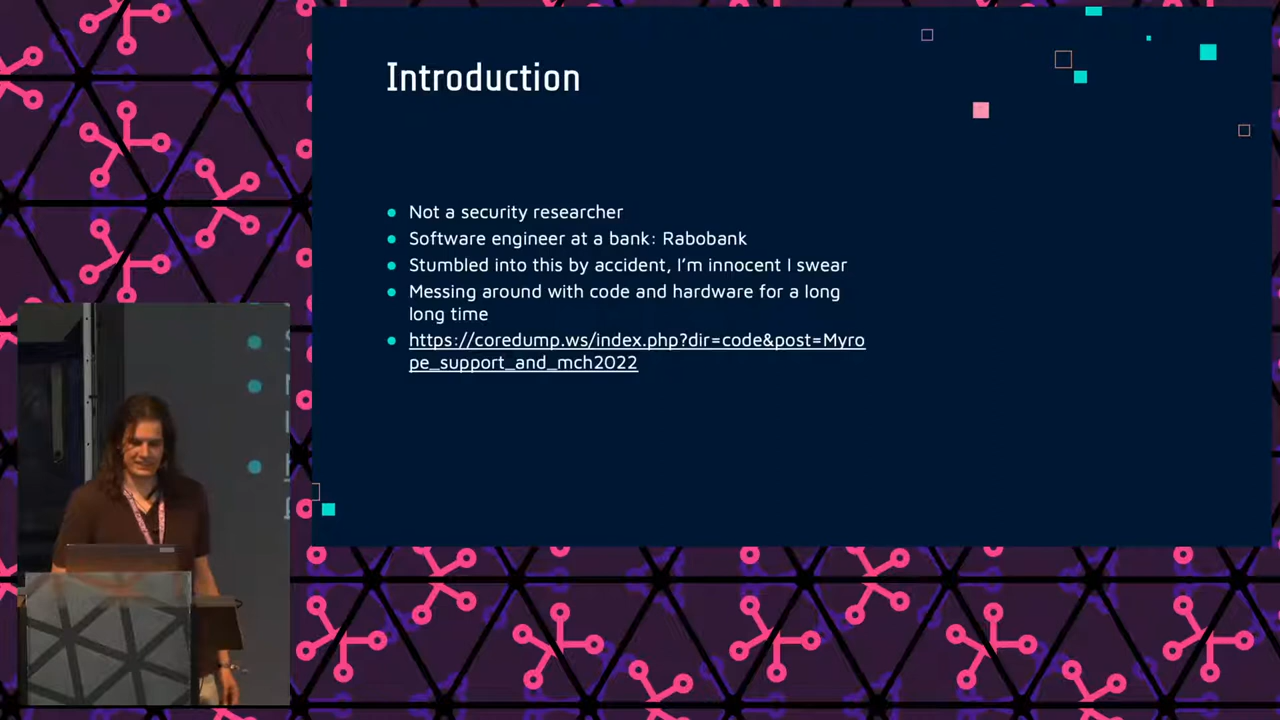 Introduction
Not a security researcher
Software engineer at a bank: Rabobank
Stumbled into this by accident, I’m innocent I swear
Messing around with code and hardware for a long
long time
https://coredump.ws/index.php?dir=code&post=Myro
pe_support_and_mch2022